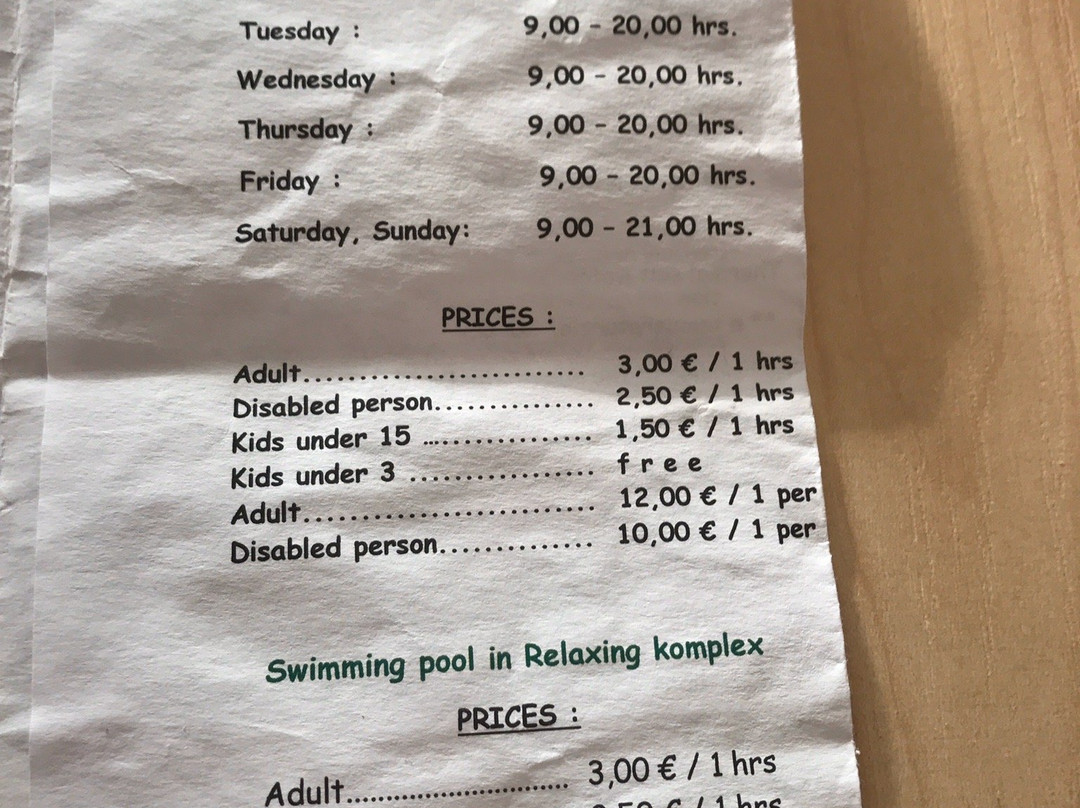 Tuesday : 9,00 - 20,00 hrs.
Wednesday : 9,00 - 20,00 hrs.
Thursday : 9,00 - 20,00 hrs.
Friday : 9,00 - 20,00 hrs.
Saturday, Sunday: 9,00 - 21,00 hrs.
PRICES :
Adult.......................... 3,00 € / 1 hrs
Disabled person............... 2,50 € / 1 hrs
Kids under 15 ................. 1,50 € / 1 hrs
Kids under 3 ................. f r e e
Adult........................... 12,00 € / 1 per
Disabled person.............. 10,00 € / 1 per
Swimming pool in Relaxing komplex
PRICES :
Adult.............................. 3,00 € / 1 hrs